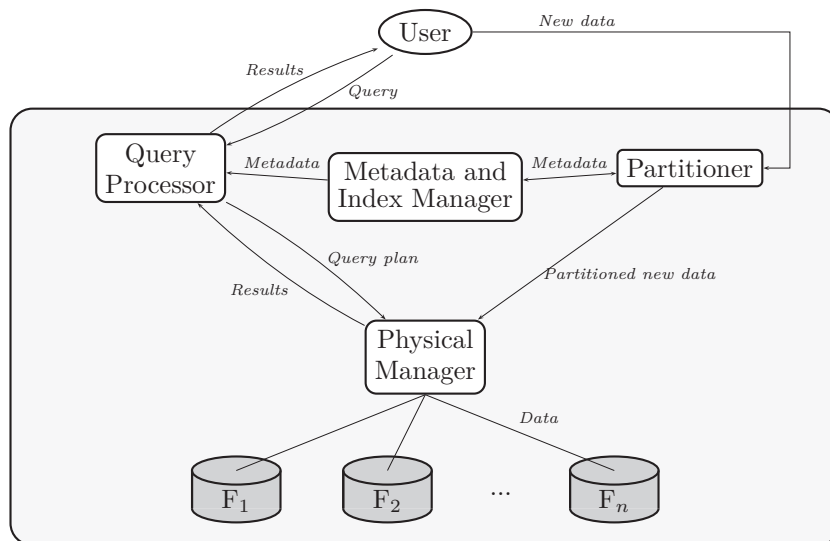 User
New data
Results
Query
Query
Processor
Metadata
Metadata and
Index Manager
Metadata
Partitioner
Query plan
Results
Partitioned new data
Physical
Manager
Data
F1
F2
...
Fn